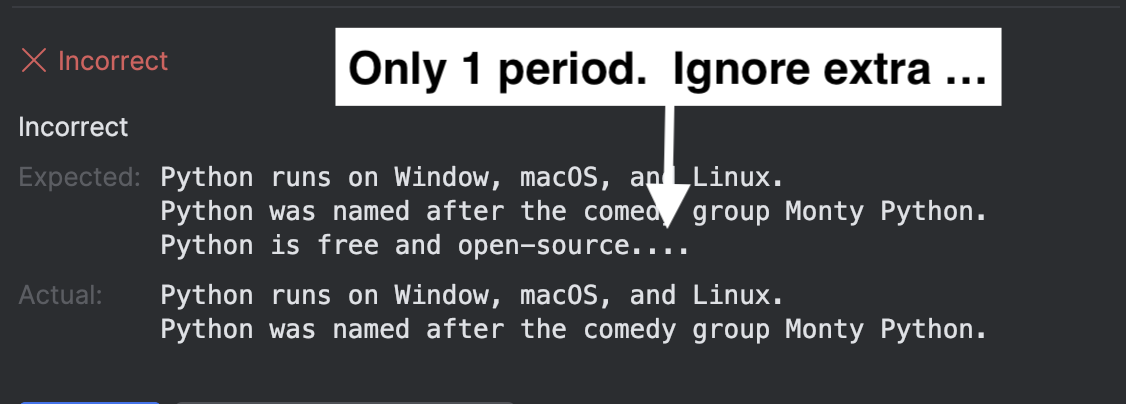 Incorrect
Only 1 period.  Ignore extra ...
Incorrect
Expected: Python runs on Window, macOS, and Linux.
Python was named after the comedy group Monty Python.
Python is free and open-source....
Actual: Python runs on Window, macOS, and Linux.
Python was named after the comedy group Monty Python.